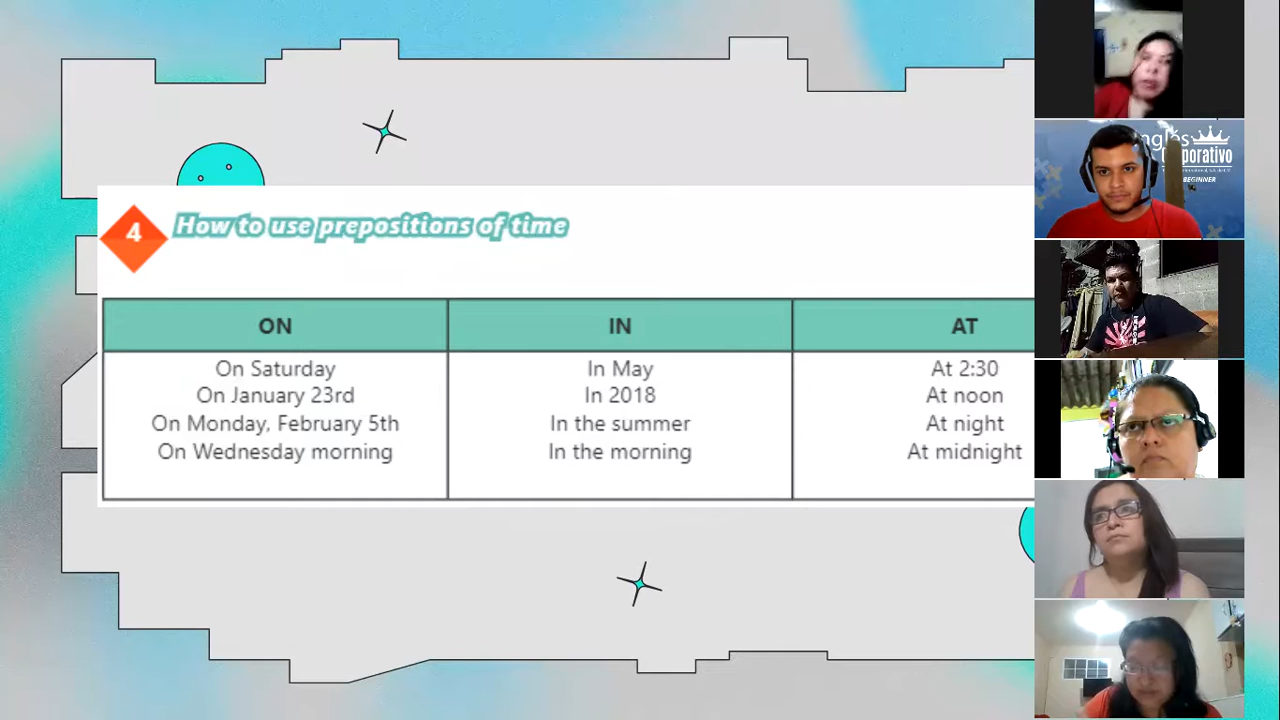 4
How to use prepositions of time
ON IN AT
On Saturday In May At 2:30
On January 23rd In 2018 At noon
On Monday, February 5th In the summer At night
On Wednesday morning In the morning At midnight
Inglés
BEGINNER